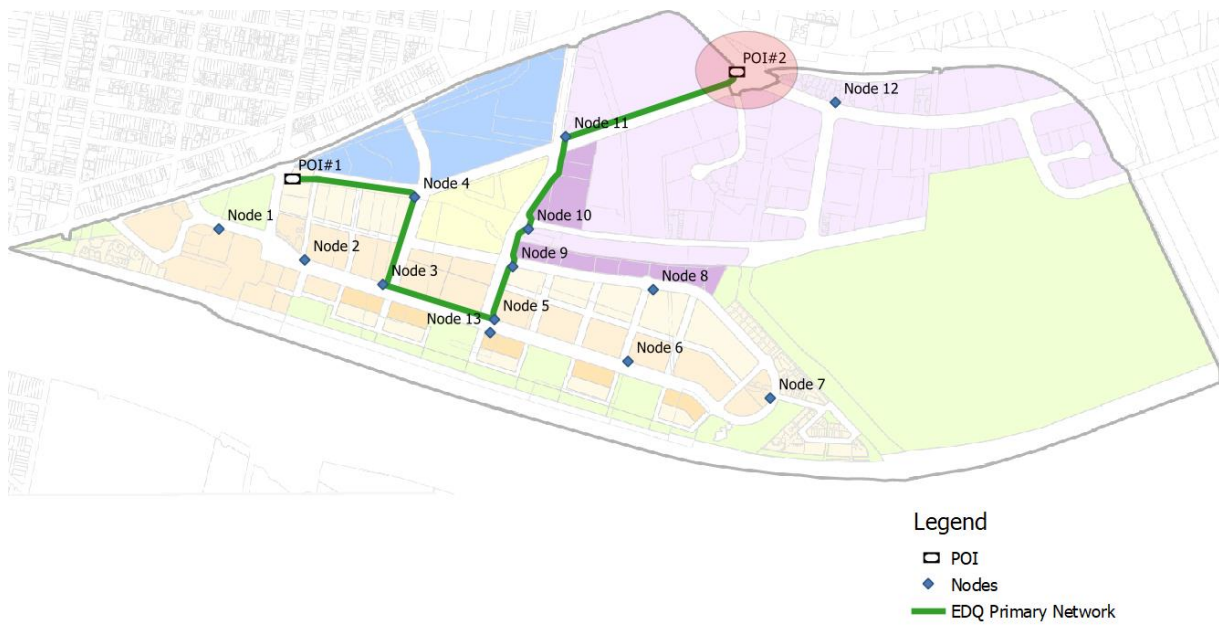 POI#2
Node 12
Node 11
POI#1
Node 4
Node 1
Node 10
Node 2
Node 9
Node 3
Node 8
Node 5
Node 13
Node 6
Node 7
Legend
POI
Nodes
EDQ Primary Network